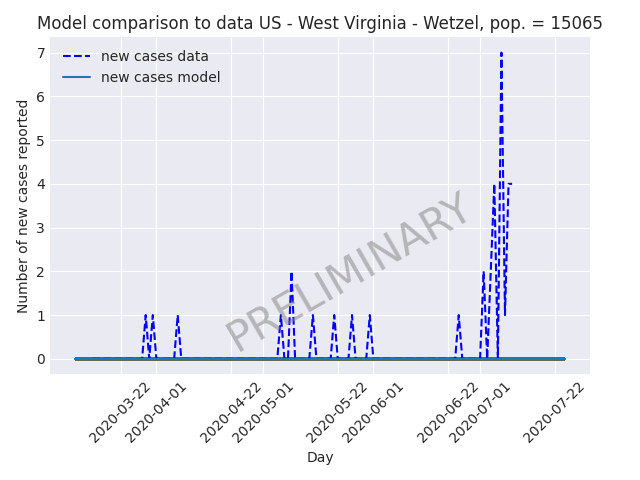 Model comparison to data US - West Virginia - Wetzel, pop. = 15065
new cases data
new cases model
Number of new cases reported
7
6
5
4
3
2
1
0
PRELIMINARY
2020-03-22
2020-04-01
2020-04-22
2020-05-01
2020-05-22
2020-06-01
2020-06-22
2020-07-01
2020-07-22
Day